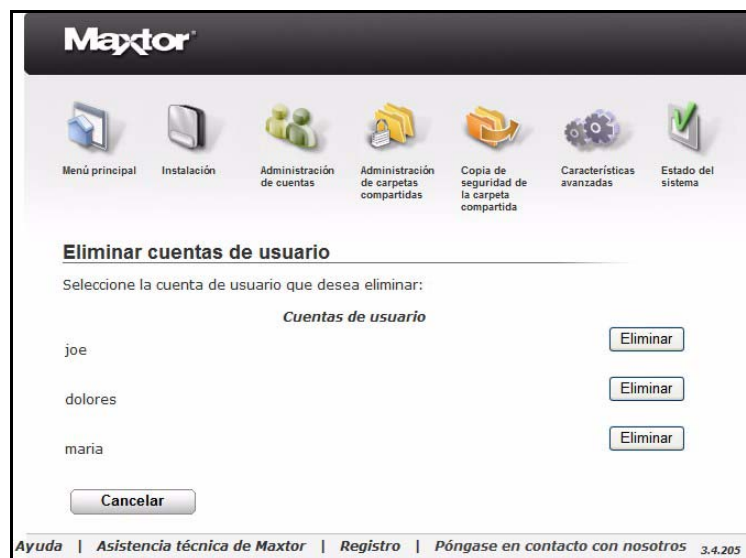 Maxtor
Menú principal
Instalación
Administración
de cuentas
Administración
de carpetas
compartidas
Copia de
seguridad de
la carpeta
compartida
Características
avanzadas
Estado del
sistema
Eliminar cuentas de usuario
Seleccione la cuenta de usuario que desea eliminar:
Cuentas de usuario
joe Eliminar
dolores Eliminar
maria Eliminar
Cancelar
Ayuda | Asistencia técnica de Maxtor | Registro | Póngase en contacto con nosotros 3.4.205